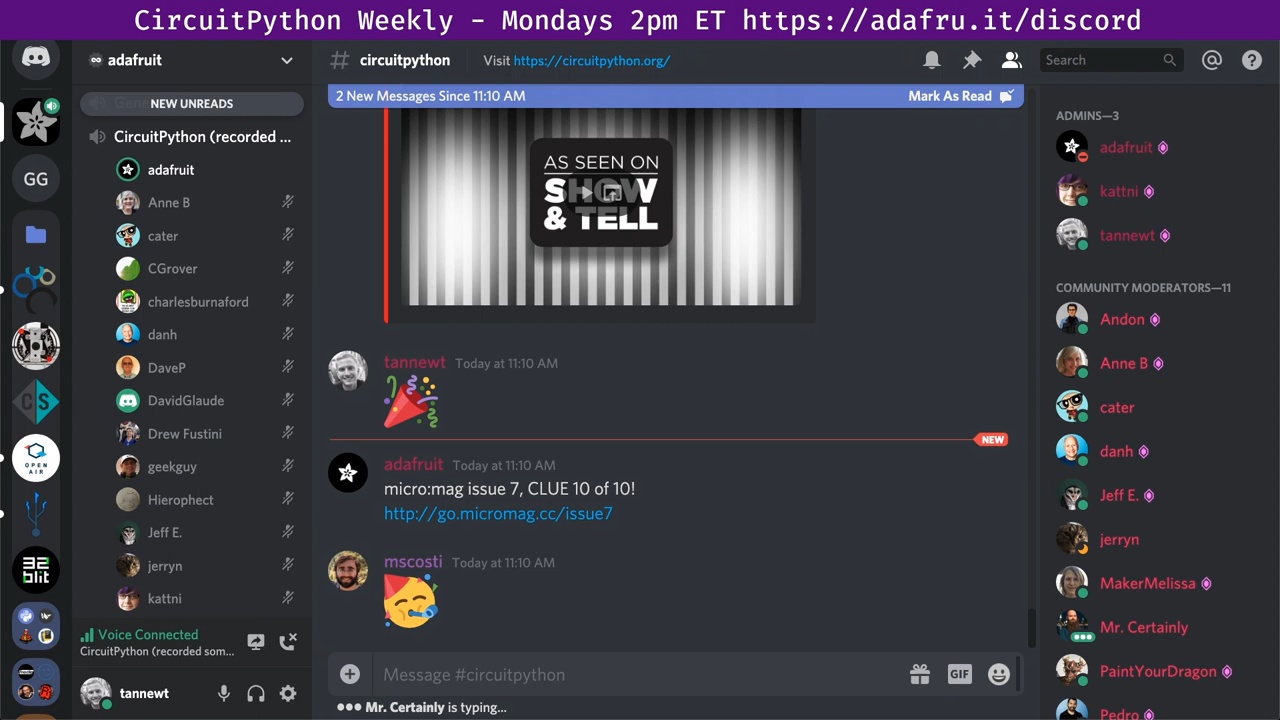 CircuitPython Weekly - Mondays 2pm ET https://adafru.it/discord
adafruit
NEW UNREADS
CircuitPython (recorded ...
adafruit
Anne B
cater
CGrover
charlesburnaford
danh
DaveP
DavidGlaude
Drew Fustini
geekguy
Hierophect
Jeff E.
jerryn
kattni
Voice Connected
CircuitPython (recorded som...
tannewt
GG
CS
OPEN
AIR
32
blit
# circuitpython
Visit https://circuitpython.org/
Search
2 New Messages Since 11:10 AM
Mark As Read
AS SEEN ON
SHOW
& TELL
tannewt Today at 11:10 AM
NEW
adafruit Today at 11:10 AM
micro:mag issue 7, CLUE 10 of 10!
http://go.micromag.cc/issue7
mscosti Today at 11:10 AM
Message #circuitpython
GIF
Mr. Certainly is typing...
ADMINS—3
adafruit
kattni
tannewt
COMMUNITY MODERATORS—11
Andon
Anne B
cater
danh
Jeff E.
jerryn
MakerMelissa
Mr. Certainly
PaintYourDragon
Pedro